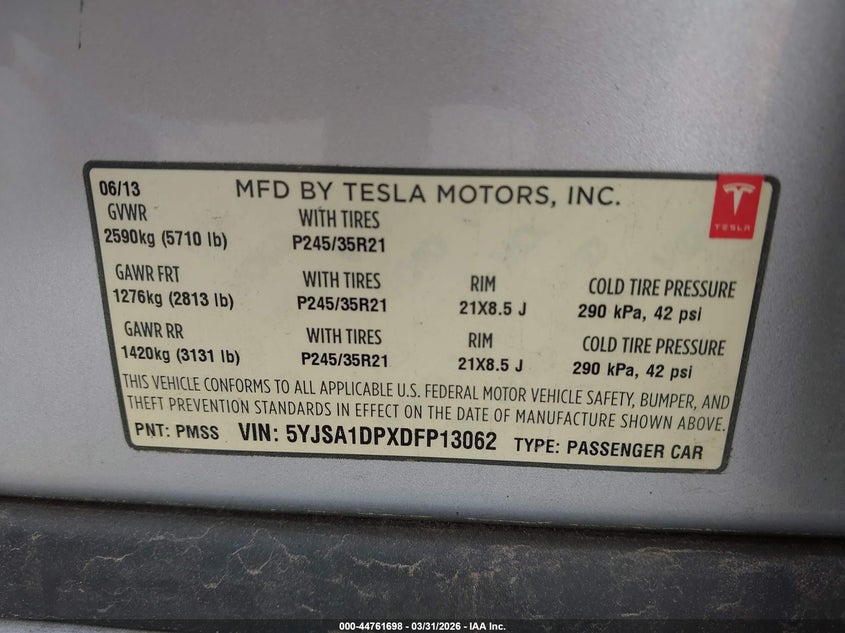 06/13 MFD BY TESLA MOTORS, INC.
TESLA
GVWR WITH TIRES
2590kg (5710 lb) P245/35R21
GAWR FRT WITH TIRES RIM COLD TIRE PRESSURE
1276kg (2813 lb) P245/35R21 21X8.5 J 290 kPa, 42 psi
GAWR RR WITH TIRES RIM COLD TIRE PRESSURE
1420kg (3131 lb) P245/35R21 21X8.5 J 290 kPa, 42 psi
THIS VEHICLE CONFORMS TO ALL APPLICABLE U.S. FEDERAL MOTOR VEHICLE SAFETY, BUMPER, AND
THEFT PREVENTION STANDARDS IN EFFECT ON THE DATE OF MANUFACTURE SHOWN ABOVE.
PNT: PMSS VIN: 5YJSA1DPXDFP13062 TYPE: PASSENGER CAR
000-44761698 - 03/31/2026 - IAA Inc.